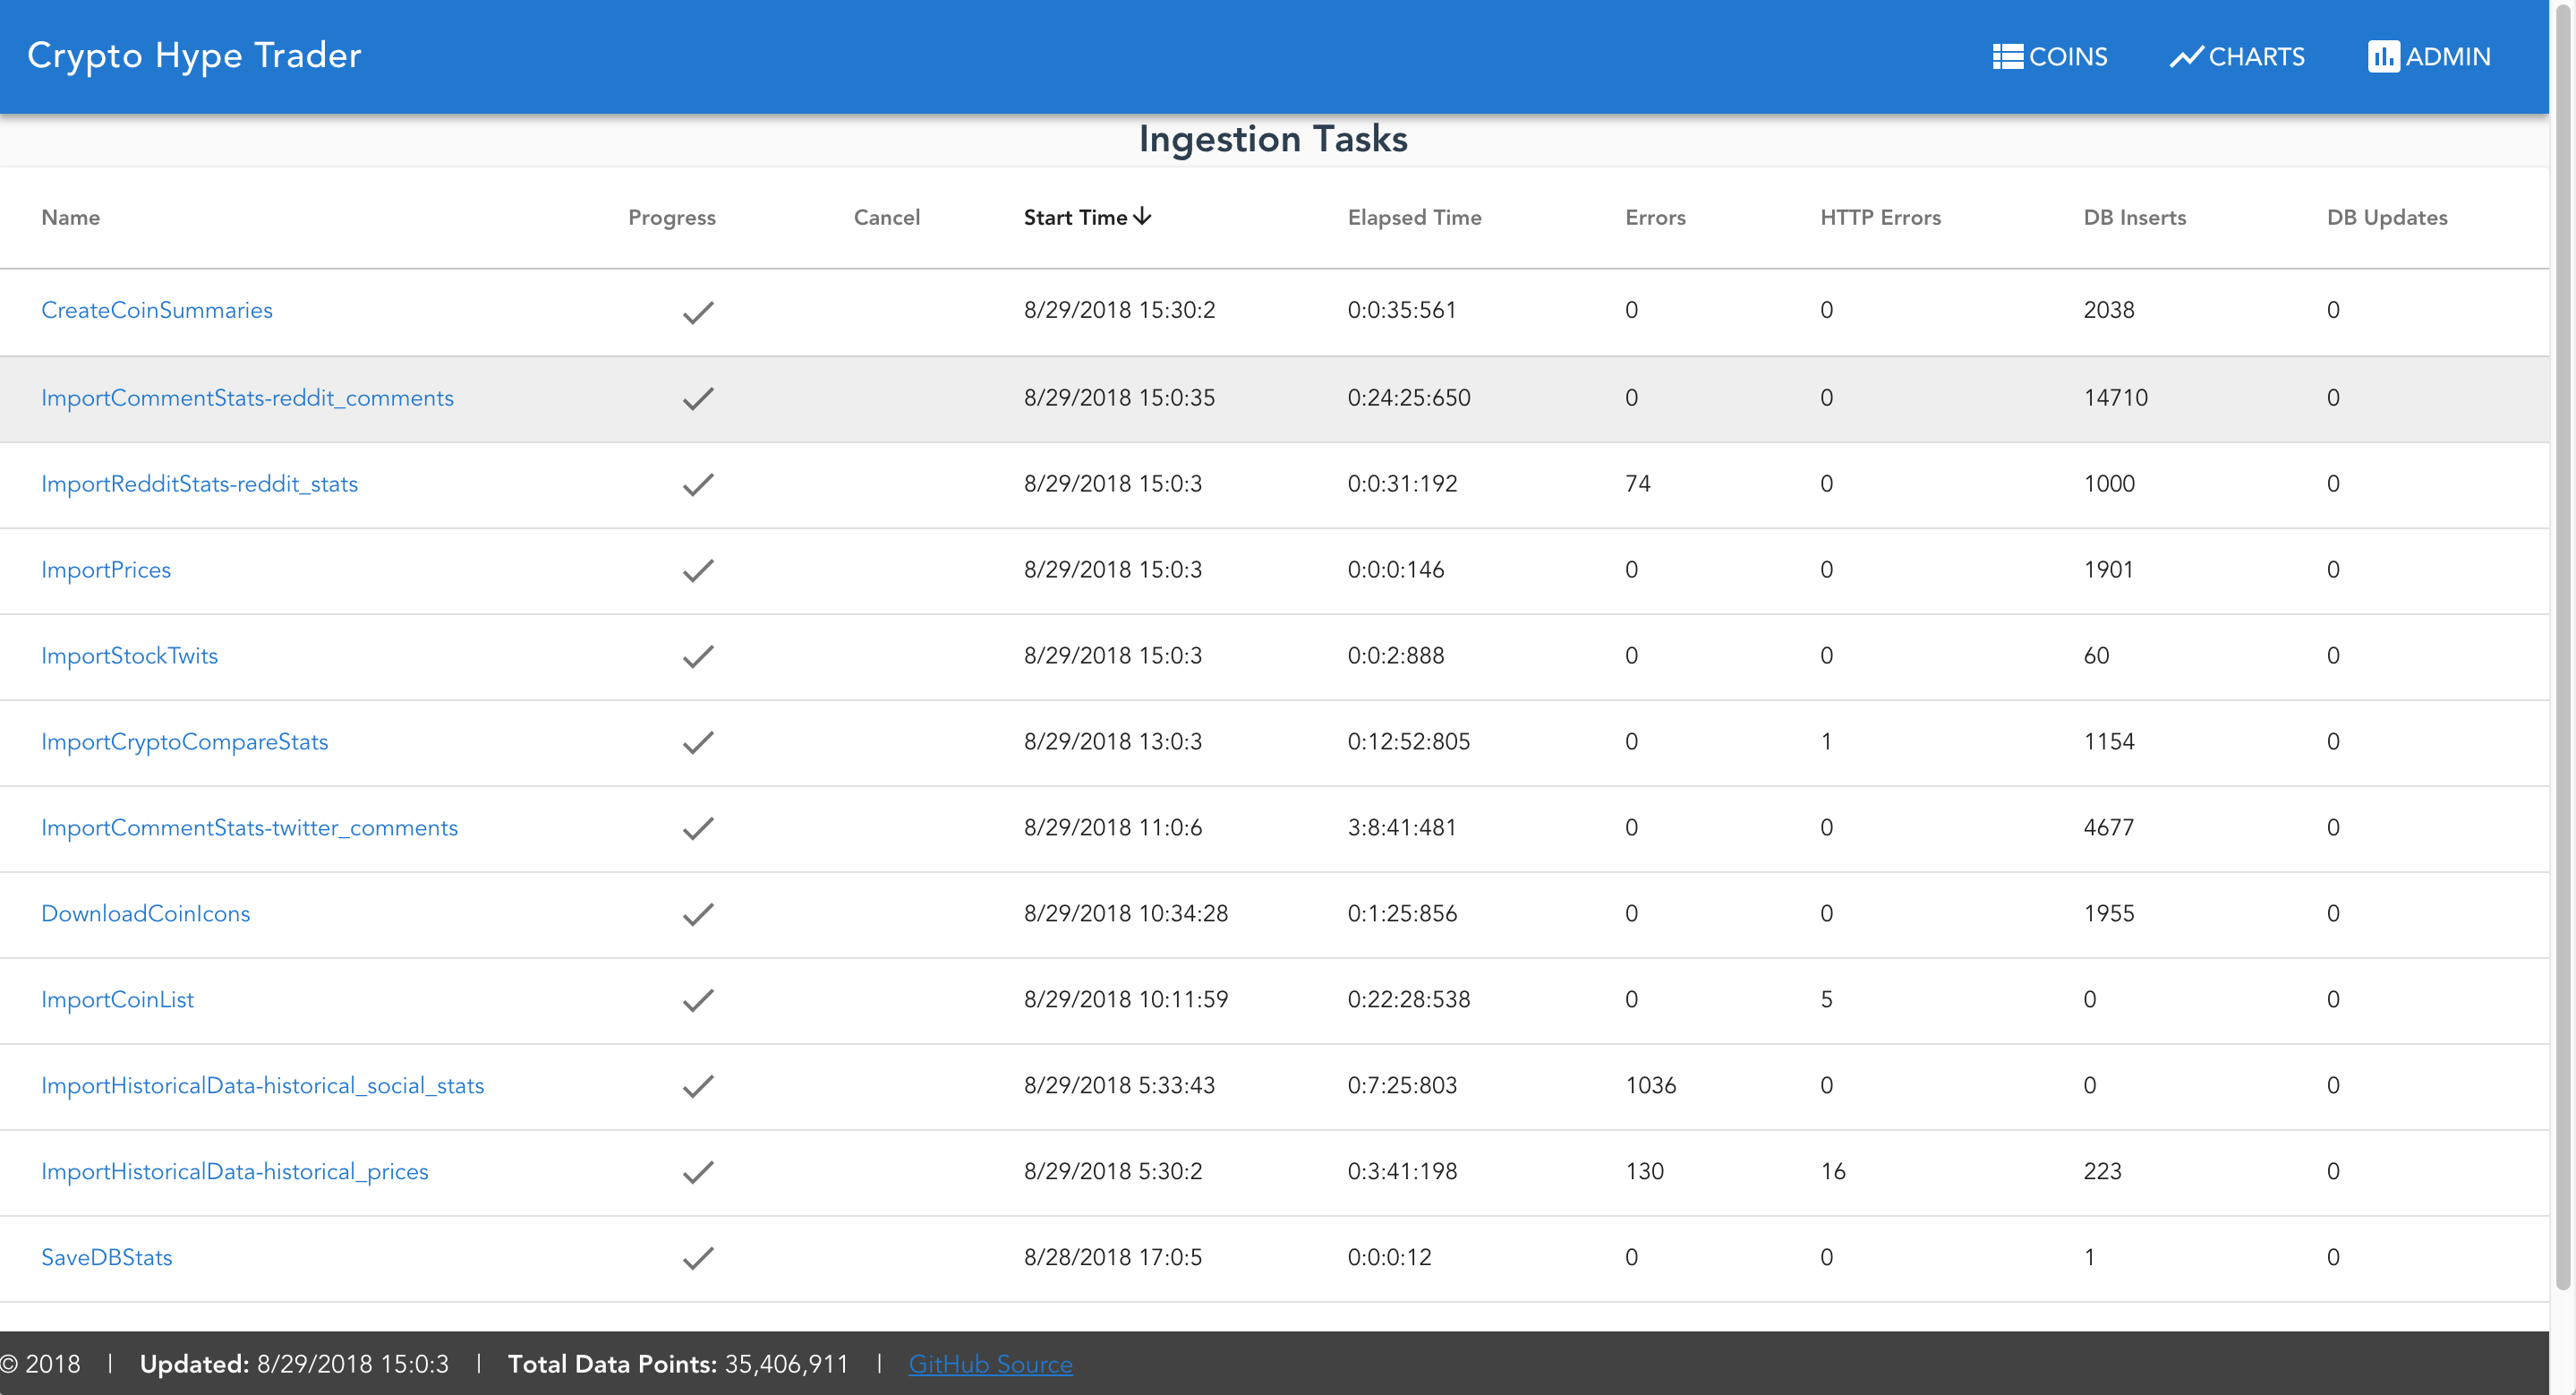 Crypto Hype Trader COINS CHARTS ADMIN
Ingestion Tasks
Name Progress Cancel Start Time Elapsed Time Errors HTTP Errors DB Inserts DB Updates
CreateCoinSummaries 8/29/2018 15:30:2 0:0:35:561 0 0 2038 0
ImportCommentStats-reddit_comments 8/29/2018 15:0:35 0:24:25:650 0 0 14710 0
ImportRedditStats-reddit_stats 8/29/2018 15:0:3 0:0:31:192 74 0 1000 0
ImportPrices 8/29/2018 15:0:3 0:0:0:146 0 0 1901 0
ImportStockTwits 8/29/2018 15:0:3 0:0:2:888 0 0 60 0
ImportCryptoCompareStats 8/29/2018 13:0:3 0:12:52:805 0 1 1154 0
ImportCommentStats-twitter_comments 8/29/2018 11:0:6 3:8:41:481 0 0 4677 0
DownloadCoinIcons 8/29/2018 10:34:28 0:1:25:856 0 0 1955 0
ImportCoinList 8/29/2018 10:11:59 0:22:28:538 0 5 0 0
ImportHistoricalData-historical_social_stats 8/29/2018 5:33:43 0:7:25:803 1036 0 0 0
ImportHistoricalData-historical_prices 8/29/2018 5:30:2 0:3:41:198 130 16 223 0
SaveDBStats 8/28/2018 17:0:5 0:0:0:12 0 0 1 0
© 2018 | Updated: 8/29/2018 15:0:3 | Total Data Points: 35,406,911 | GitHub Source